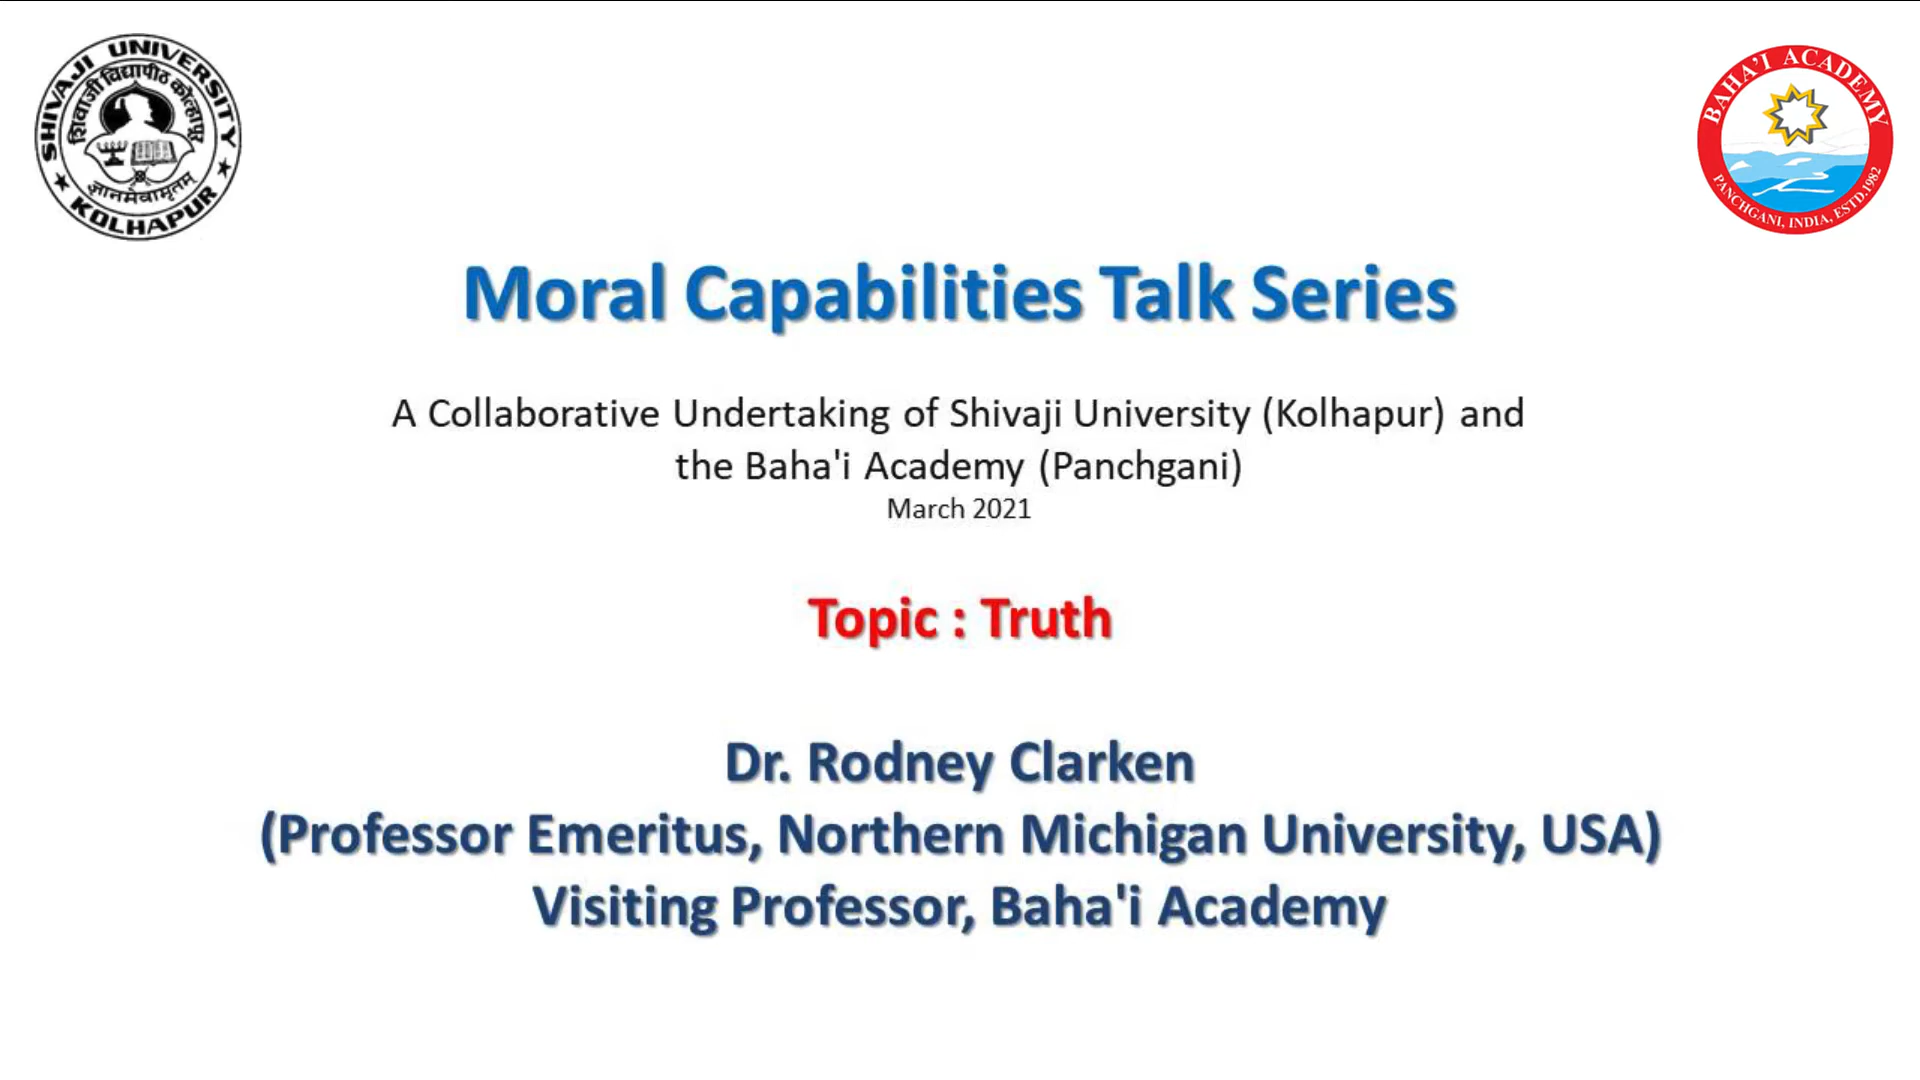 SHIVAJI UNIVERSITY
शिवाजी विद्यापीठ कोल्हापूर
ज्ञानमेवामृतम्
KOLHAPUR
BAHA'I ACADEMY
PANCHGANI, INDIA, ESTD.1982
Moral Capabilities Talk Series
A Collaborative Undertaking of Shivaji University (Kolhapur) and
the Baha'i Academy (Panchgani)
March 2021
Topic : Truth
Dr. Rodney Clarken
(Professor Emeritus, Northern Michigan University, USA)
Visiting Professor, Baha'i Academy